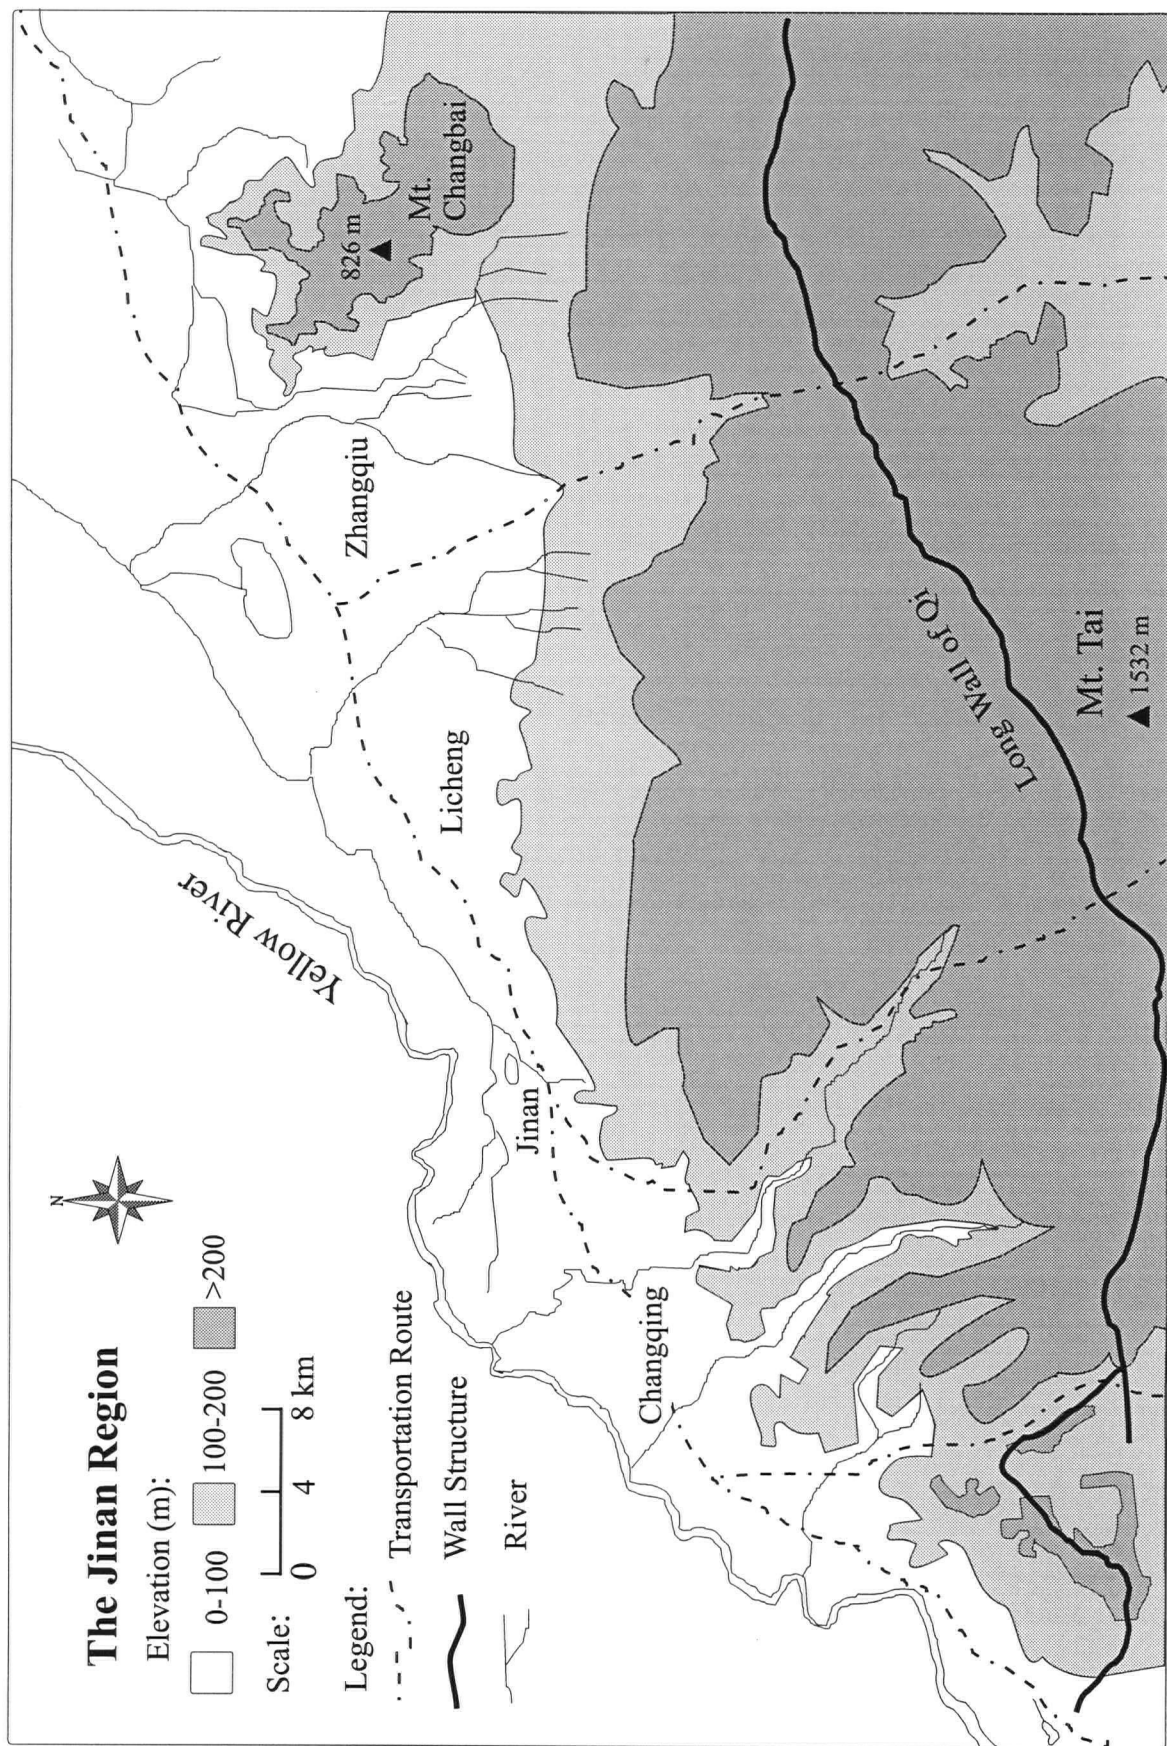 The Jinan Region
N
Elevation (m):
0-100
100-200
>200
Scale:
0
4
8 km
Legend:
Transportation Route
Wall Structure
River
Yellow River
Zhangqiu
Licheng
Jinan
Changqing
826 m
Mt.
Changbai
Long Wall of Qi
Mt. Tai
1532 m